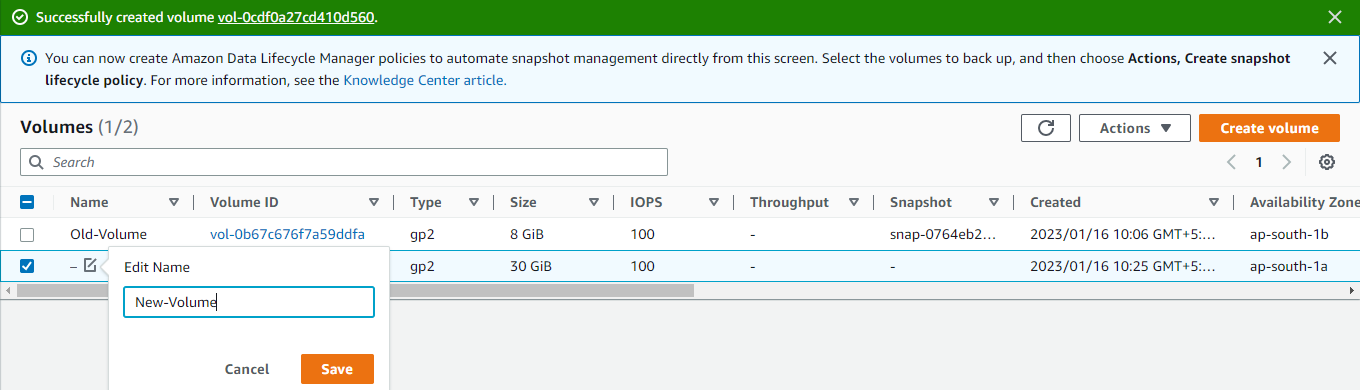 Successfully created volume vol-0cdf0a27cd410d560.
You can now create Amazon Data Lifecycle Manager policies to automate snapshot management directly from this screen. Select the volumes to back up, and then choose Actions, Create snapshot
lifecycle policy. For more information, see the Knowledge Center article.
Volumes (1/2)
Actions
Create volume
Search
1
Name Volume ID Type Size IOPS Throughput Snapshot Created Availability Zone
Old-Volume vol-0b67c676f7a59ddfa gp2 8 GiB 100 - snap-0764eb2... 2023/01/16 10:06 GMT+5:... ap-south-1b
– gp2 30 GiB 100 - - 2023/01/16 10:25 GMT+5:... ap-south-1a
Edit Name
New-Volume
Cancel Save